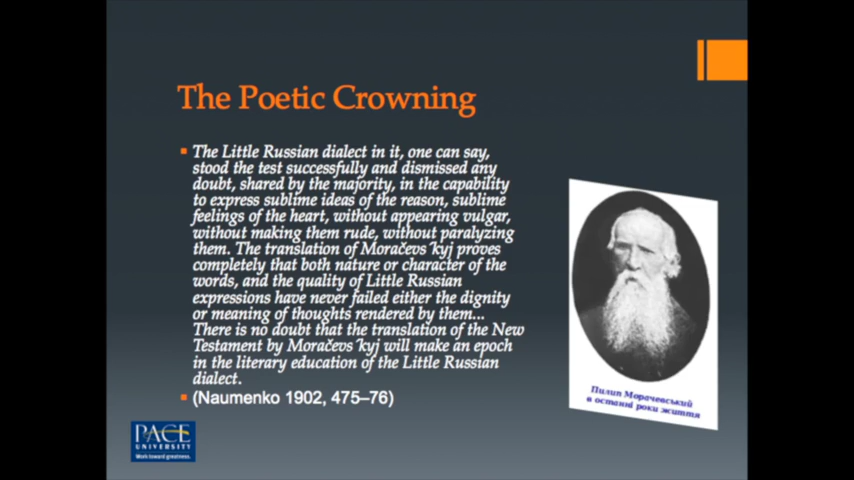 The Poetic Crowning
The Little Russian dialect in it, one can say,
stood the test successfully and dismissed any
doubt, shared by the majority, in the capability
to express sublime ideas of the reason, sublime
feelings of the heart, without appearing vulgar,
without making them rude, without paralyzing
them. The translation of Moračevs´kyj proves
completely that both nature or character of the
words, and the quality of Little Russian
expressions have never failed either the dignity
or meaning of thoughts rendered by them...
There is no doubt that the translation of the New
Testament by Moračevs´kyj will make an epoch
in the literary education of the Little Russian
dialect.
(Naumenko 1902, 475–76)
Пилип Морачевський
в останні роки життя
PACE
UNIVERSITY
Work toward greatness.